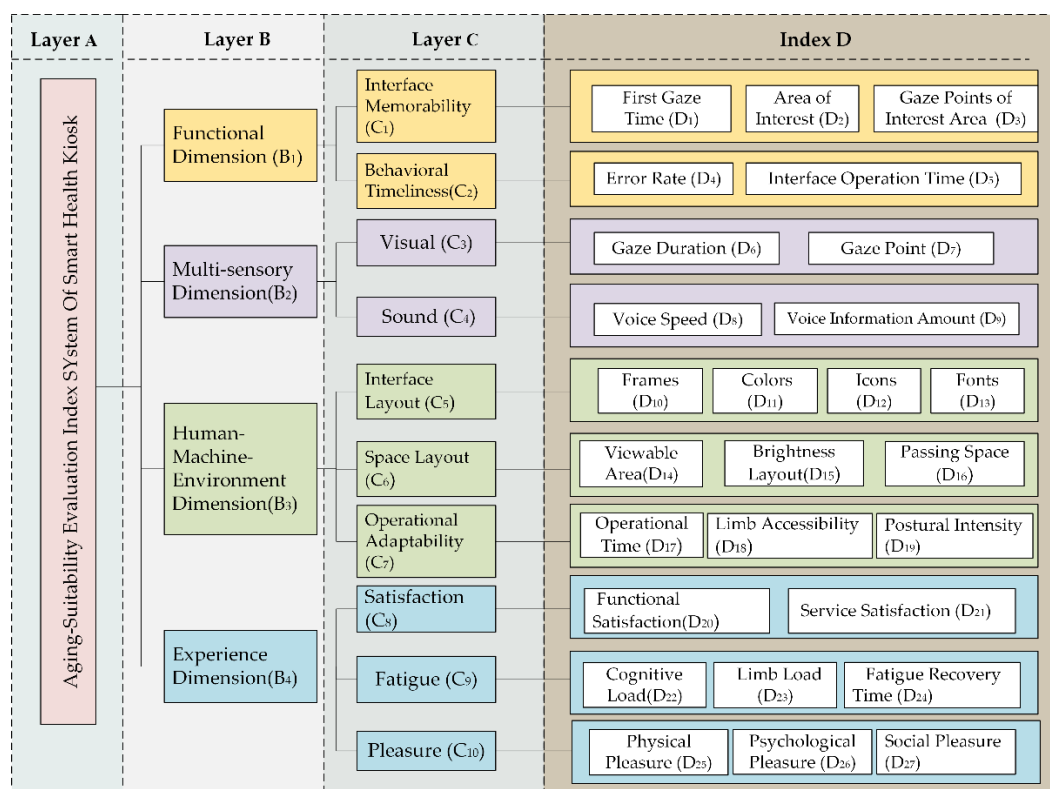 Layer A
Layer B
Layer C
Index D
Aging-Suitability Evaluation Index SYstem Of Smart Health Kiosk
Functional
Dimension (B1)
Interface
Memorability
(C1)
First Gaze
Time (D1)
Area of
Interest (D2)
Gaze Points of
Interest Area (D3)
Behavioral
Timeliness(C2)
Error Rate (D4)
Interface Operation Time (D5)
Multi-sensory
Dimension(B2)
Visual (C3)
Gaze Duration (D6)
Gaze Point (D7)
Sound (C4)
Voice Speed (D8)
Voice Information Amount (D9)
Human-
Machine-
Environment
Dimension(B3)
Interface
Layout (C5)
Frames
(D10)
Colors
(D11)
Icons
(D12)
Fonts
(D13)
Space Layout
(C6)
Viewable
Area(D14)
Brightness
Layout(D15)
Passing Space
(D16)
Operational
Adaptability
(C7)
Operational
Time (D17)
Limb Accessibility
(D18)
Postural Intensity
(D19)
Experience
Dimension(B4)
Satisfaction
(C8)
Functional
Satisfaction(D20)
Service Satisfaction (D21)
Fatigue (C9)
Cognitive
Load(D22)
Limb Load
(D23)
Fatigue Recovery
Time (D24)
Pleasure (C10)
Physical
Pleasure (D25)
Psychological
Pleasure (D26)
Social Pleasure
(D27)